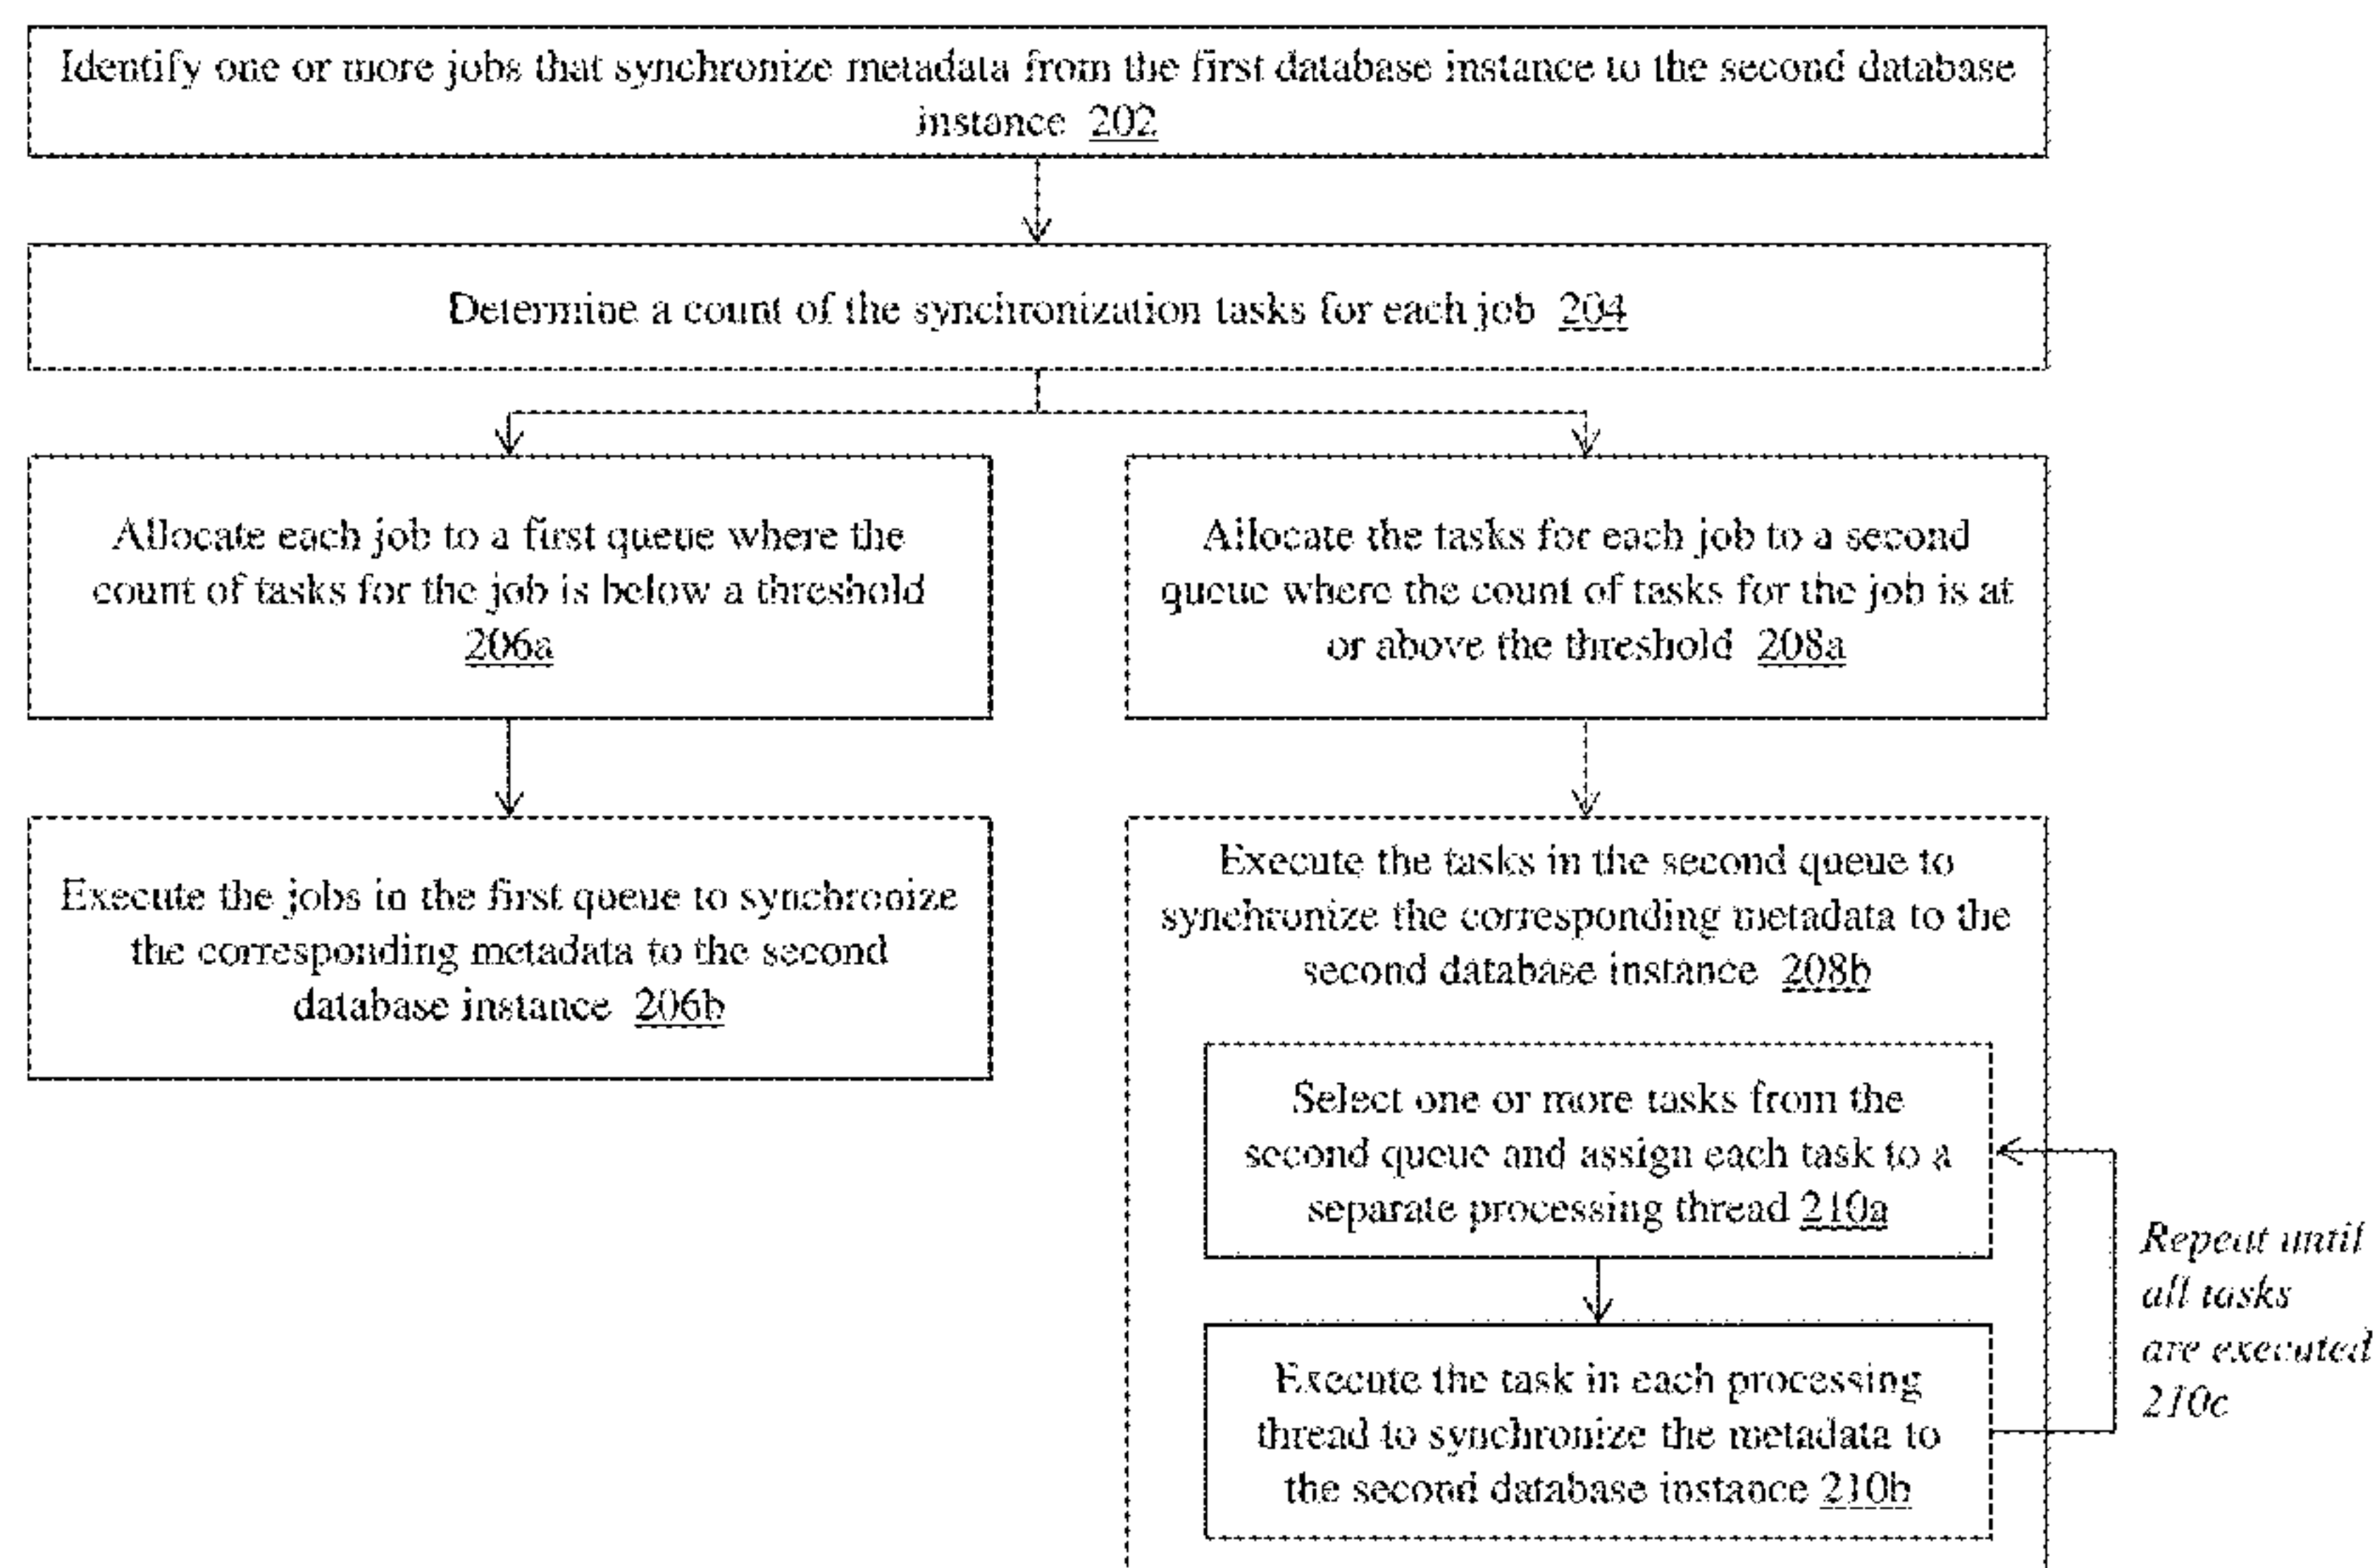 Identify one or more jobs that synchronize metadata from the first database instance to the second database
instance 202
Determine a count of the synchronization tasks for each job 204
Allocate each job to a first queue where the
count of tasks for the job is below a threshold
206a
Allocate the tasks for each job to a second
queue where the count of tasks for the job is at
or above the threshold 208a
Execute the jobs in the first queue to synchronize
the corresponding metadata to the second
database instance 206b
Execute the tasks in the second queue to
synchronize the corresponding metadata to the
second database instance 208b
Select one or more tasks from the
second queue and assign each task to a
separate processing thread 210a
Execute the task in each processing
thread to synchronize the metadata to
the second database instance 210b
Repeat until
all tasks
are executed
210c